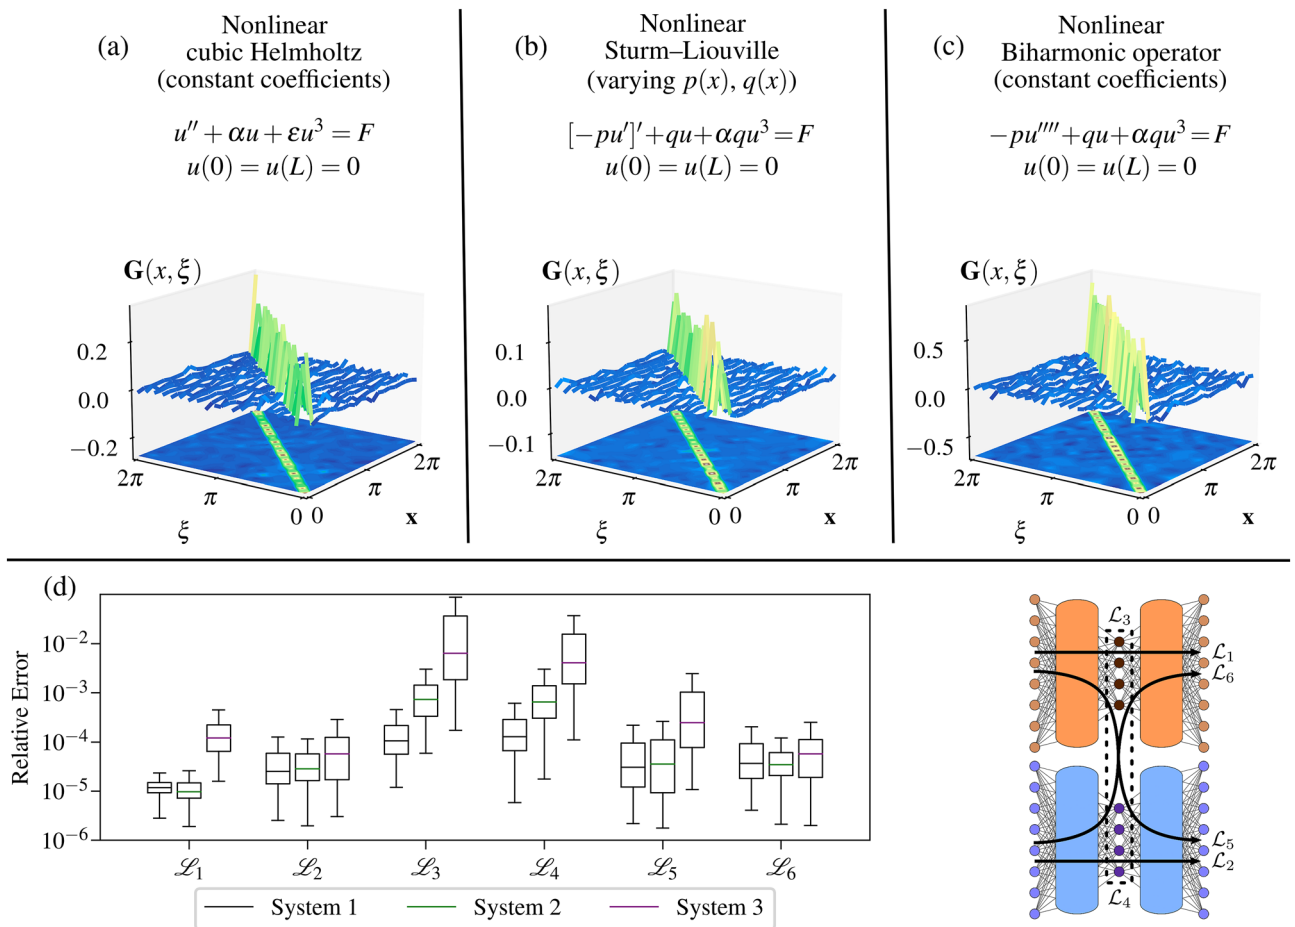 (a)
Nonlinear
cubic Helmholtz
(constant coefficients)
u′′ + αu + εu³ = F
u(0) = u(L) = 0
G(x, ξ)
0.2
0.0
−0.2
2π
π
0
ξ
0
π
2π
x
(b)
Nonlinear
Sturm–Liouville
(varying p(x), q(x))
[−pu′]′+qu+αqu³ = F
u(0) = u(L) = 0
G(x, ξ)
0.1
0.0
−0.1
2π
π
0
ξ
0
π
2π
x
(c)
Nonlinear
Biharmonic operator
(constant coefficients)
−pu′′′′+qu+αqu³ = F
u(0) = u(L) = 0
G(x, ξ)
0.5
0.0
−0.5
2π
π
0
ξ
0
π
2π
x
(d)
Relative Error
10⁻²
10⁻³
10⁻⁴
10⁻⁵
10⁻⁶
ℒ₁ ℒ₂ ℒ₃ ℒ₄ ℒ₅ ℒ₆
System 1 System 2 System 3
ℒ₃
ℒ₁
ℒ₆
ℒ₅
ℒ₂
ℒ₄